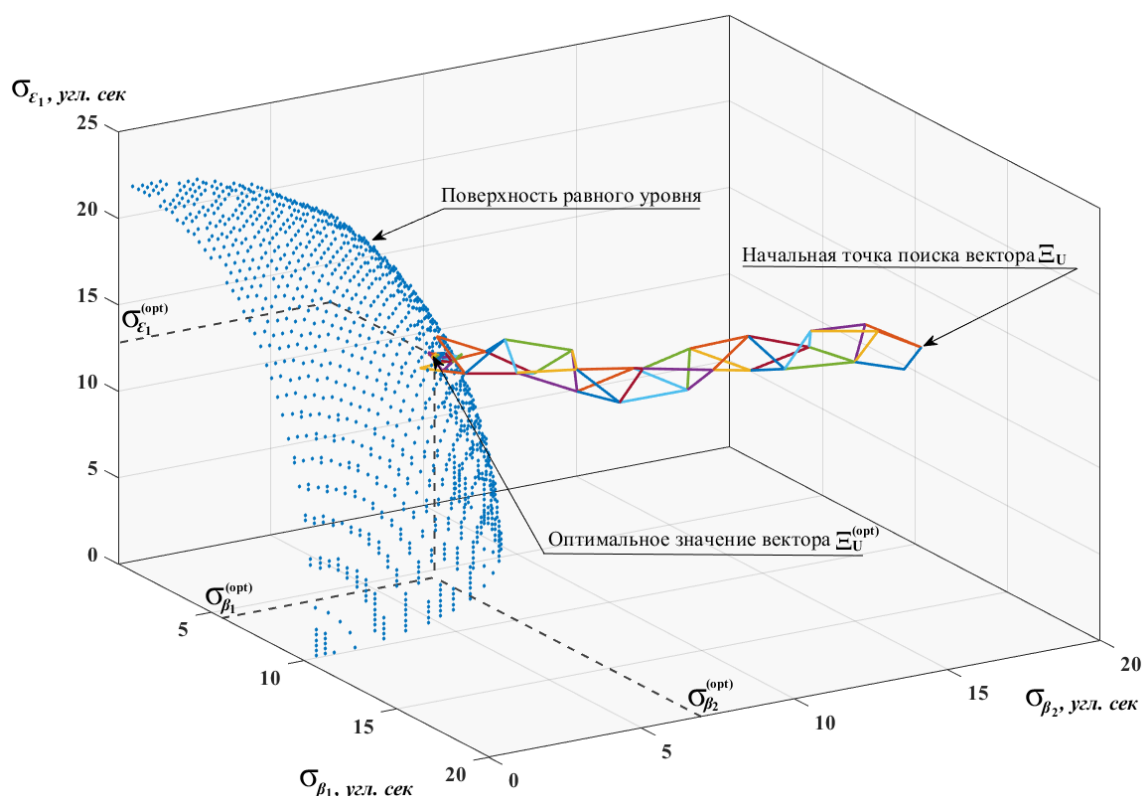 σε₁, угл. сек
25
Поверхность равного уровня
20
Начальная точка поиска вектора Ξ_U
15
σε₁^(opt)
10
5
Оптимальное значение вектора Ξ_U^(opt)
0
σβ₁^(opt)
5
10
15
20
σβ₁, угл. сек
σβ₂^(opt)
0
5
10
15
20
σβ₂, угл. сек